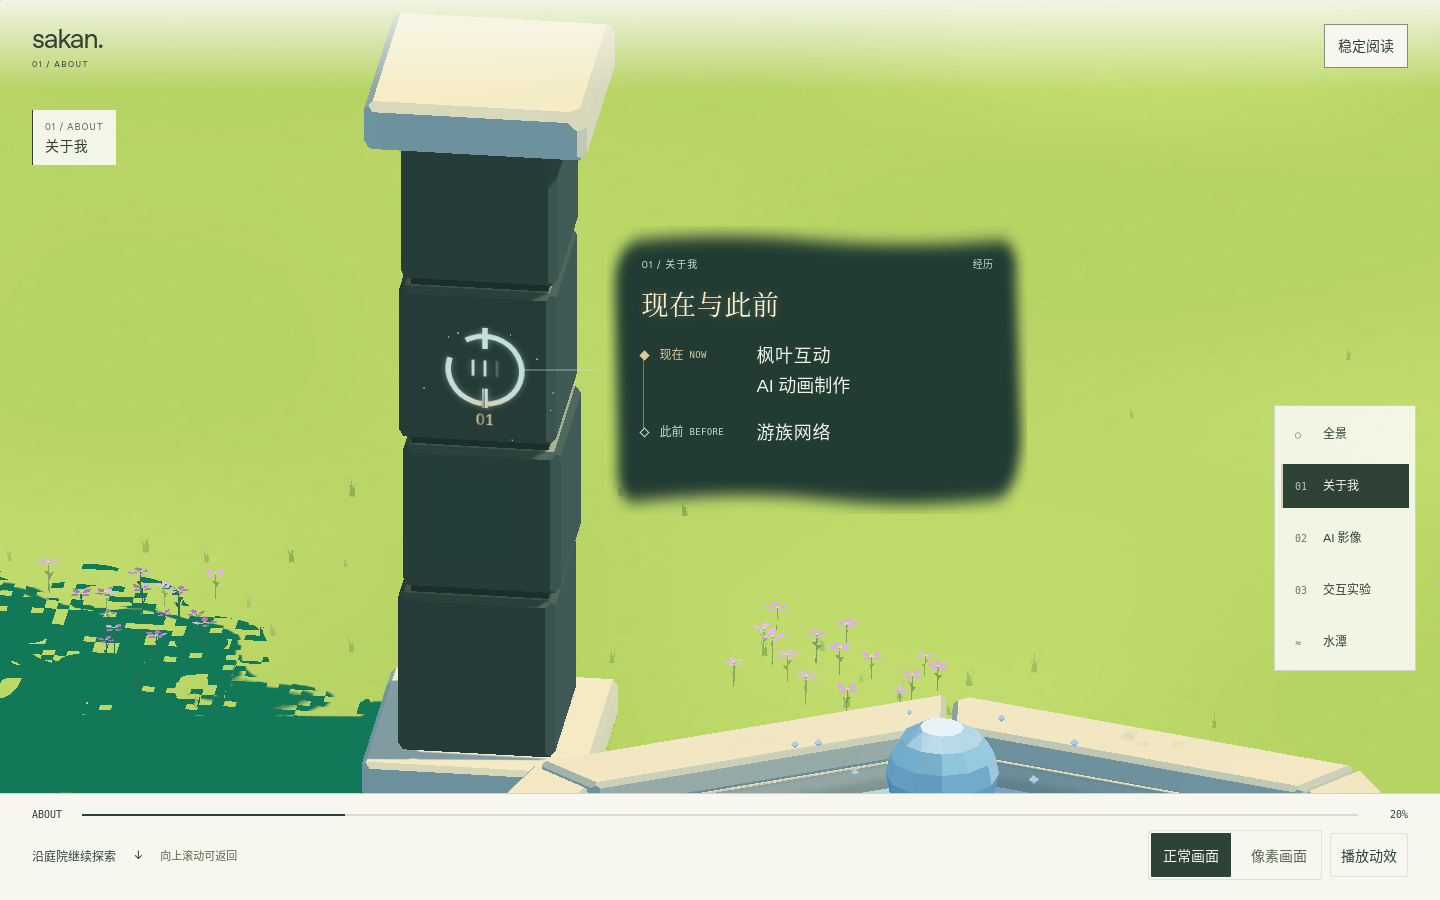 sakan.
01 / ABOUT
稳定阅读
01 / ABOUT
关于我
01 / 关于我
经历
现在与此前
现在 NOW
枫叶互动
AI 动画制作
此前 BEFORE
游族网络
01
全景
01 关于我
02 AI 影像
03 交互实验
≈ 水潭
ABOUT
20%
沿庭院继续探索 ↓ 向上滚动可返回
正常画面
像素画面
播放动效